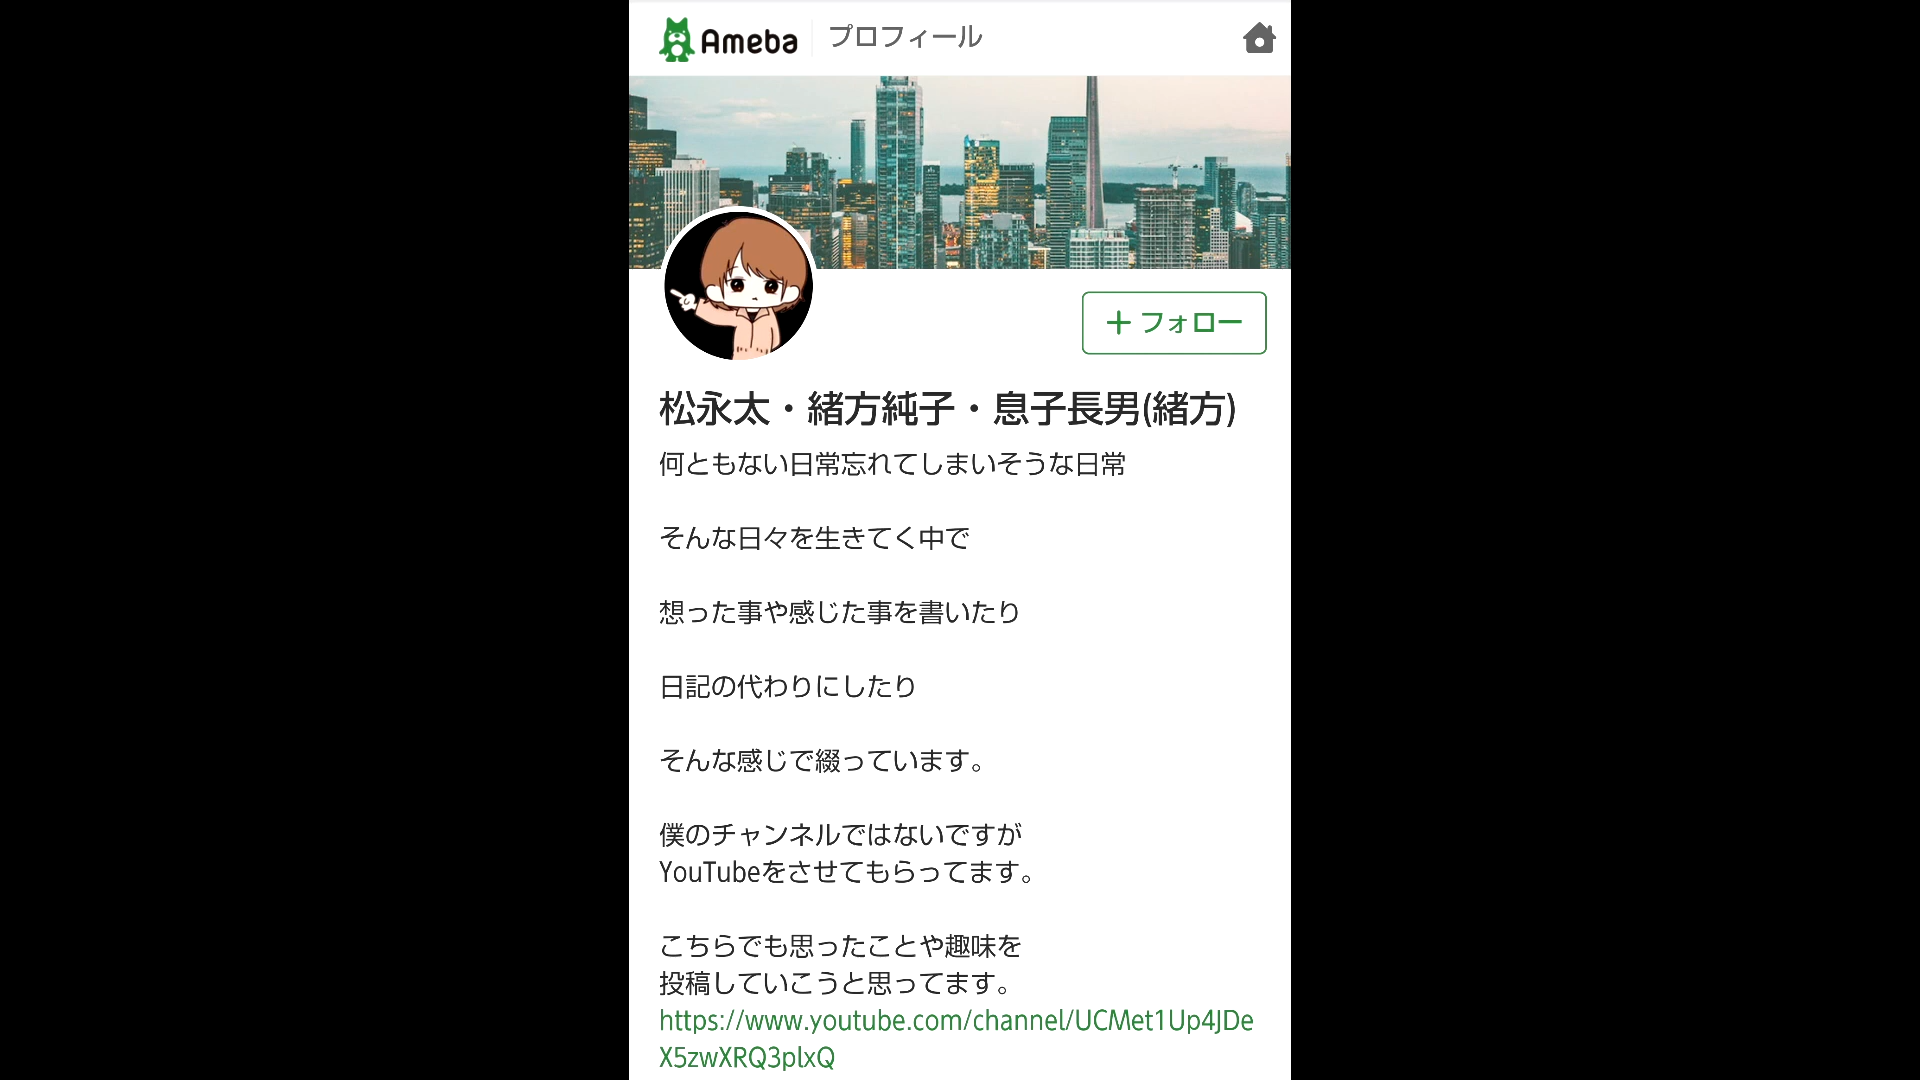 Ameba
プロフィール
+ フォロー
松永太・緒方純子・息子長男(緒方)
何ともない日常忘れてしまいそうな日常
そんな日々を生きてく中で
想った事や感じた事を書いたり
日記の代わりにしたり
そんな感じで綴っています。
僕のチャンネルではないですが
YouTubeをさせてもらってます。
こちらでも思ったことや趣味を
投稿していこうと思ってます。
https://www.youtube.com/channel/UCMet1Up4JDe
X5zwXRQ3plxQ